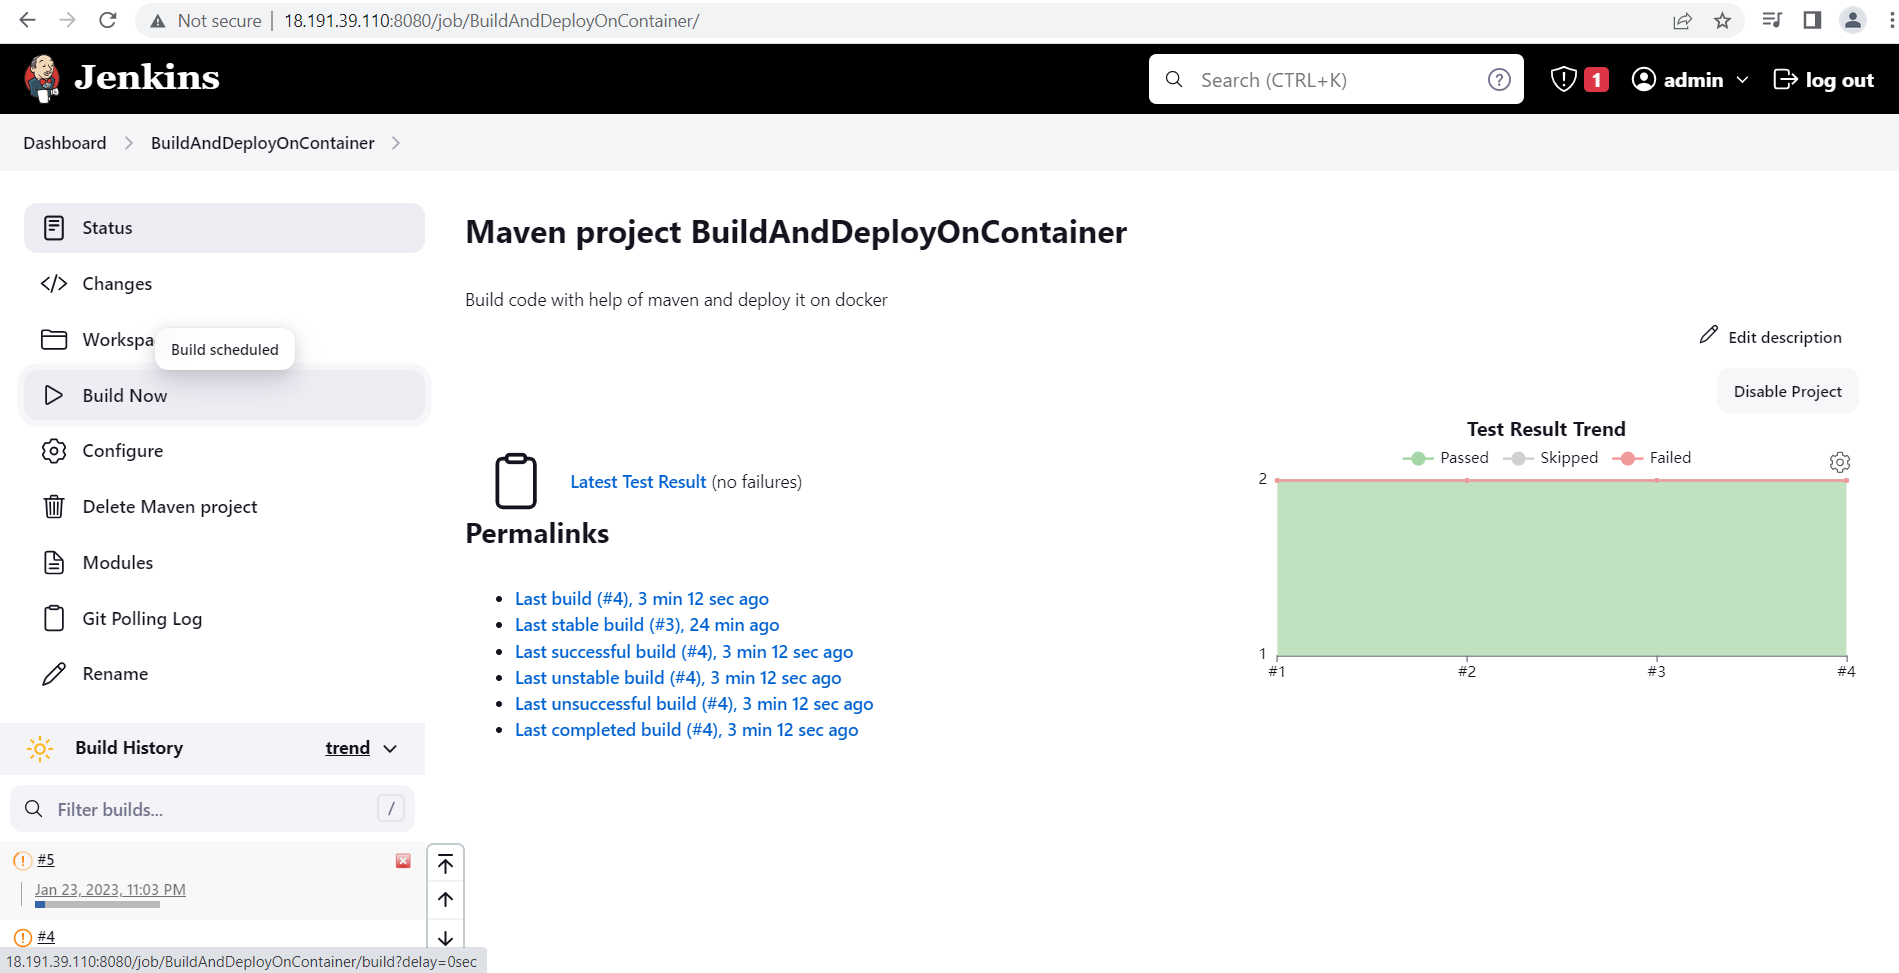 Not secure | 18.191.39.110:8080/job/BuildAndDeployOnContainer/
Jenkins
Search (CTRL+K)
?
1
admin
log out
Dashboard
BuildAndDeployOnContainer
Status
Changes
Workspa
Build scheduled
Build Now
Configure
Delete Maven project
Modules
Git Polling Log
Rename
Build History
trend
Filter builds...
/
#5
Jan 23, 2023, 11:03 PM
#4
18.191.39.110:8080/job/BuildAndDeployOnContainer/build?delay=0sec
Maven project BuildAndDeployOnContainer
Build code with help of maven and deploy it on docker
Edit description
Disable Project
Latest Test Result (no failures)
Permalinks
Last build (#4), 3 min 12 sec ago
Last stable build (#3), 24 min ago
Last successful build (#4), 3 min 12 sec ago
Last unstable build (#4), 3 min 12 sec ago
Last unsuccessful build (#4), 3 min 12 sec ago
Last completed build (#4), 3 min 12 sec ago
Test Result Trend
Passed Skipped Failed
2
1
#1 #2 #3 #4